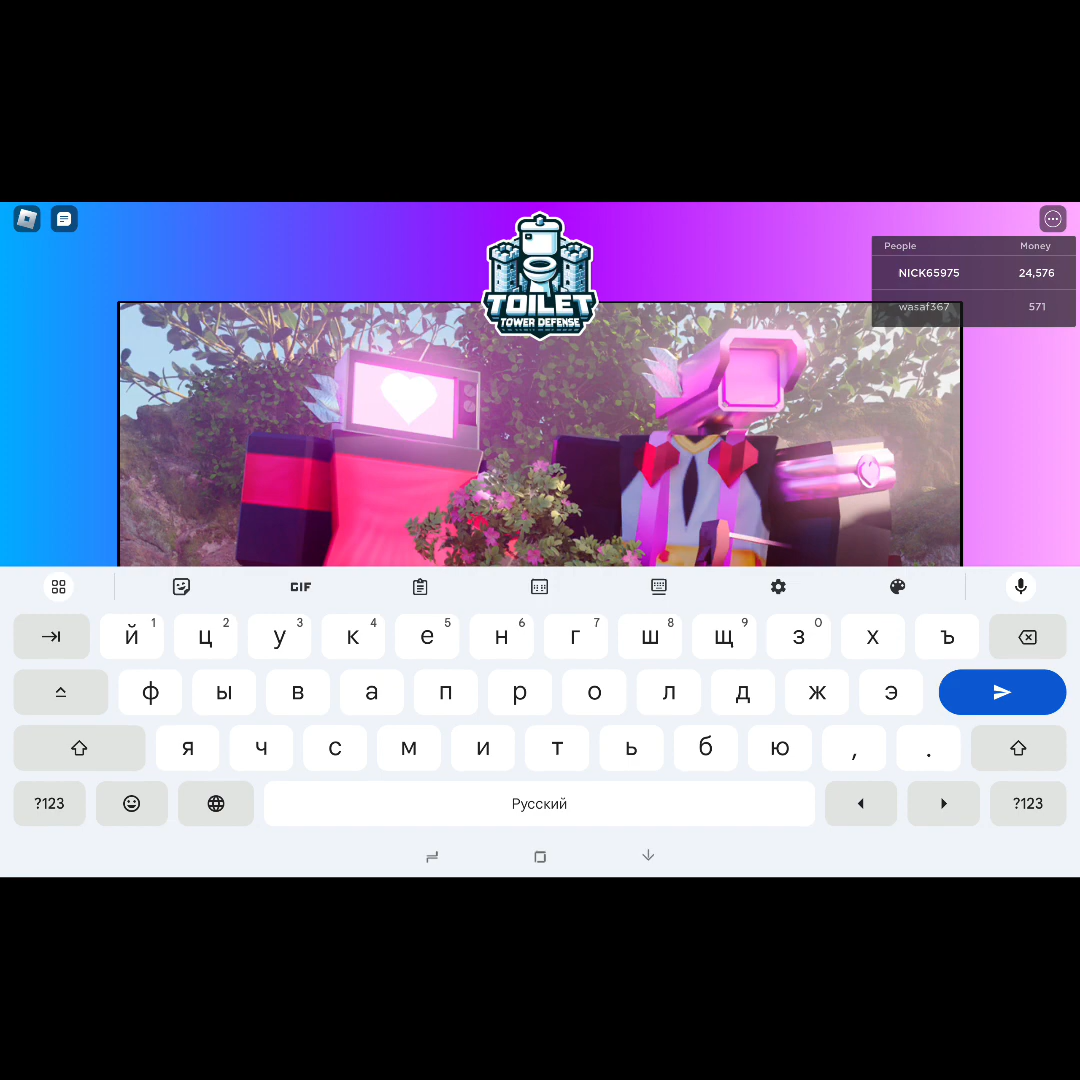 People Money
NICK65975 24,576
wasaf367 571
TOILET
TOWER DEFENSE
GIF
й 1 ц 2 у 3 к 4 е 5 н 6 г 7 ш 8 щ 9 з 0 х ъ
ф ы в а п р о л д ж э
я ч с м и т ь б ю , .
?123 Русский ?123